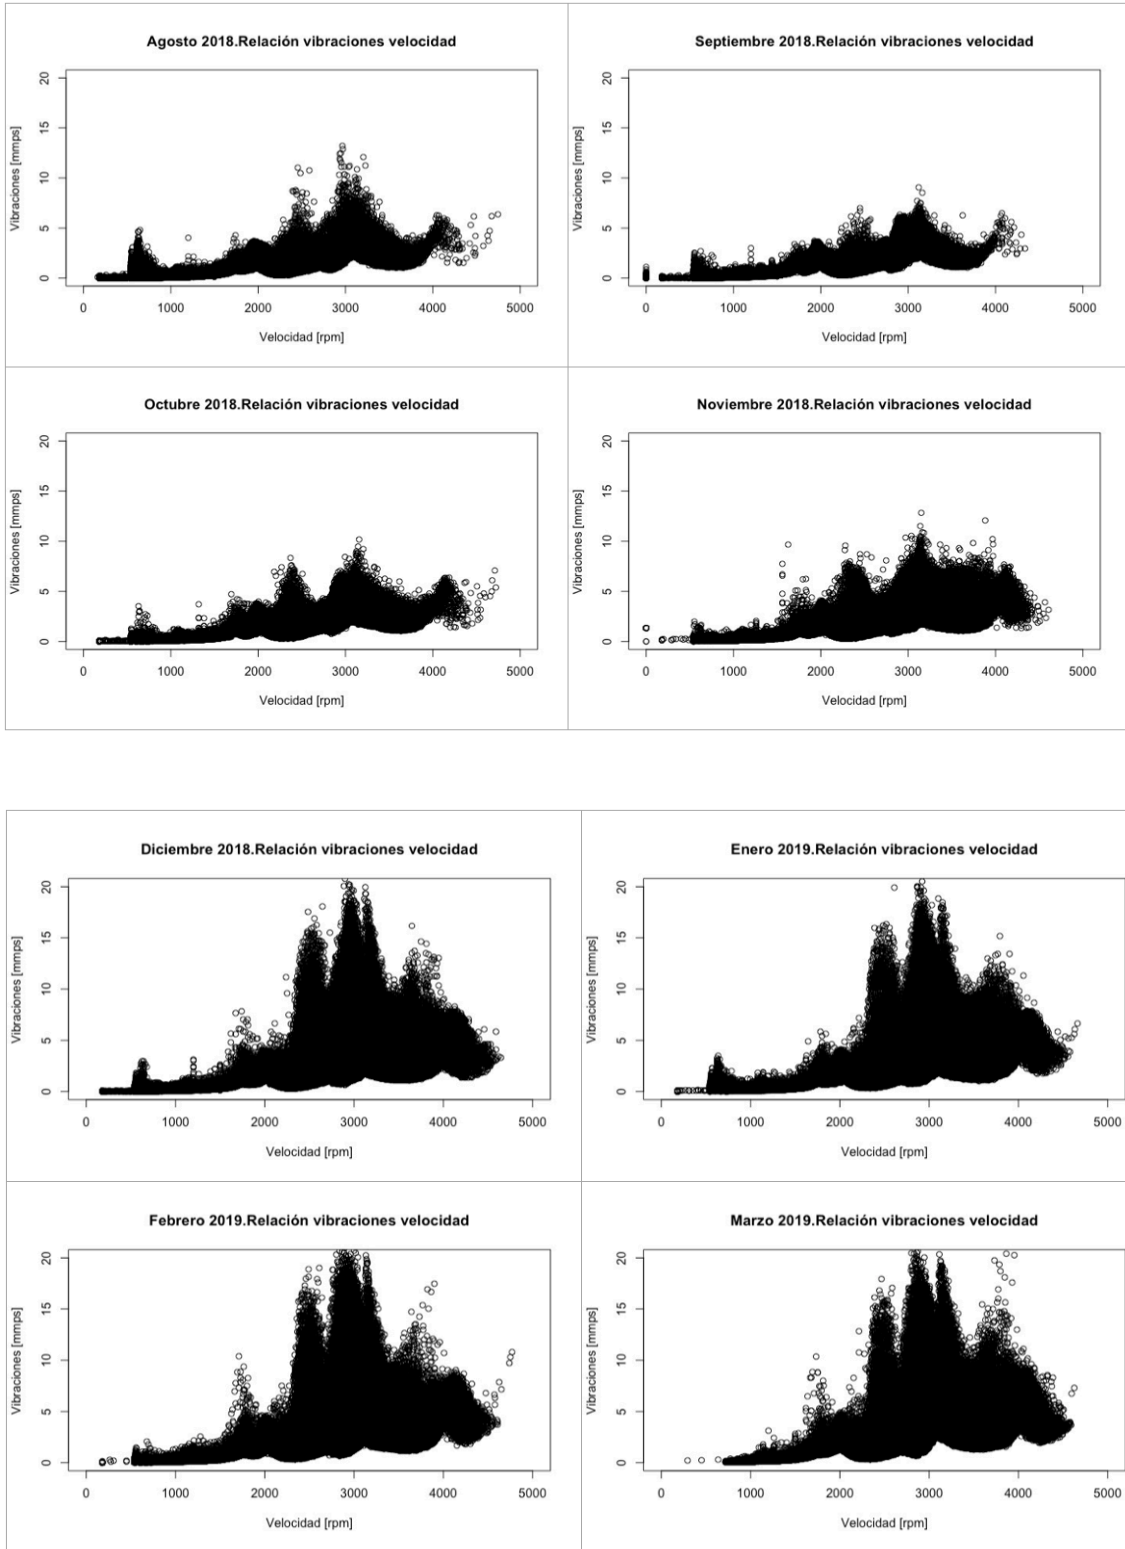 Agosto 2018.Relación vibraciones velocidad
Vibraciones [mmps]
20
15
10
5
0
0 1000 2000 3000 4000 5000
Velocidad [rpm]
Septiembre 2018.Relación vibraciones velocidad
Vibraciones [mmps]
20
15
10
5
0
0 1000 2000 3000 4000 5000
Velocidad [rpm]
Octubre 2018.Relación vibraciones velocidad
Vibraciones [mmps]
20
15
10
5
0
0 1000 2000 3000 4000 5000
Velocidad [rpm]
Noviembre 2018.Relación vibraciones velocidad
Vibraciones [mmps]
20
15
10
5
0
0 1000 2000 3000 4000 5000
Velocidad [rpm]
Diciembre 2018.Relación vibraciones velocidad
Vibraciones [mmps]
20
15
10
5
0
0 1000 2000 3000 4000 5000
Velocidad [rpm]
Enero 2019.Relación vibraciones velocidad
Vibraciones [mmps]
20
15
10
5
0
0 1000 2000 3000 4000 5000
Velocidad [rpm]
Febrero 2019.Relación vibraciones velocidad
Vibraciones [mmps]
20
15
10
5
0
0 1000 2000 3000 4000 5000
Velocidad [rpm]
Marzo 2019.Relación vibraciones velocidad
Vibraciones [mmps]
20
15
10
5
0
0 1000 2000 3000 4000 5000
Velocidad [rpm]